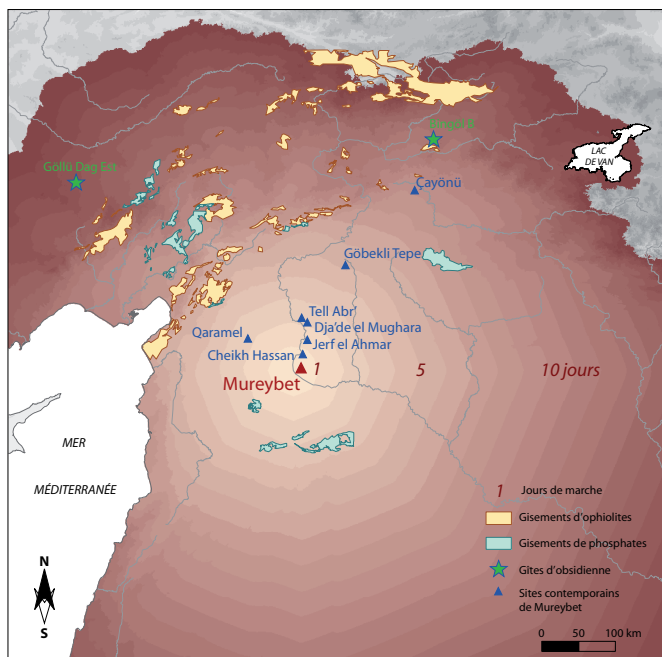 Bingöl B
LAC
DE VAN
Göllü Dag Est
Çayönü
Göbekli Tepe
Tell Abr'
Dja'de el Mughara
Qaramel
Jerf el Ahmar
Cheikh Hassan
1
5
10 jours
Mureybet
MER
MÉDITERRANÉE
1 Jours de marche
Gisements d'ophiolites
Gisements de phosphates
Gîtes d'obsidienne
Sites contemporains
de Mureybet
N
S
0 50 100 km